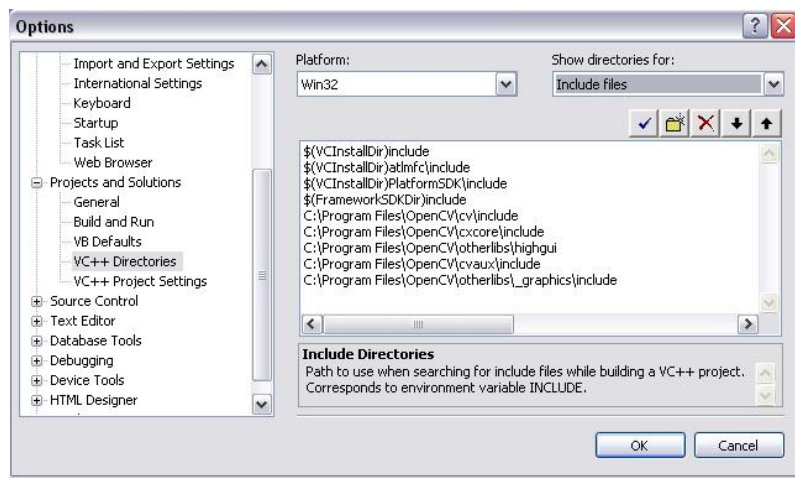 Options
Import and Export Settings
International Settings
Keyboard
Startup
Task List
Web Browser
Projects and Solutions
General
Build and Run
VB Defaults
VC++ Directories
VC++ Project Settings
Source Control
Text Editor
Database Tools
Debugging
Device Tools
HTML Designer
Platform:
Win32
Show directories for:
Include files
$(VCInstallDir)include
$(VCInstallDir)atlmfc\include
$(VCInstallDir)PlatformSDK\include
$(FrameworkSDKDir)include
C:\Program Files\OpenCV\cv\include
C:\Program Files\OpenCV\cxcore\include
C:\Program Files\OpenCV\otherlibs\highgui
C:\Program Files\OpenCV\cvaux\include
C:\Program Files\OpenCV\otherlibs\_graphics\include
Include Directories
Path to use when searching for include files while building a VC++ project.
Corresponds to environment variable INCLUDE.
OK
Cancel